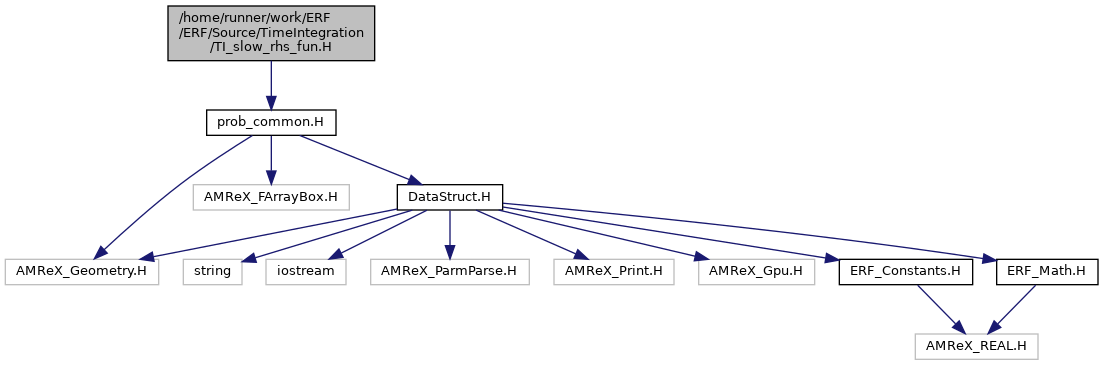 /home/runner/work/ERF
/ERF/Source/TimeIntegration
/TI_slow_rhs_fun.H
prob_common.H
AMReX_FArrayBox.H
DataStruct.H
AMReX_Geometry.H
string
iostream
AMReX_ParmParse.H
AMReX_Print.H
AMReX_Gpu.H
ERF_Constants.H
ERF_Math.H
AMReX_REAL.H